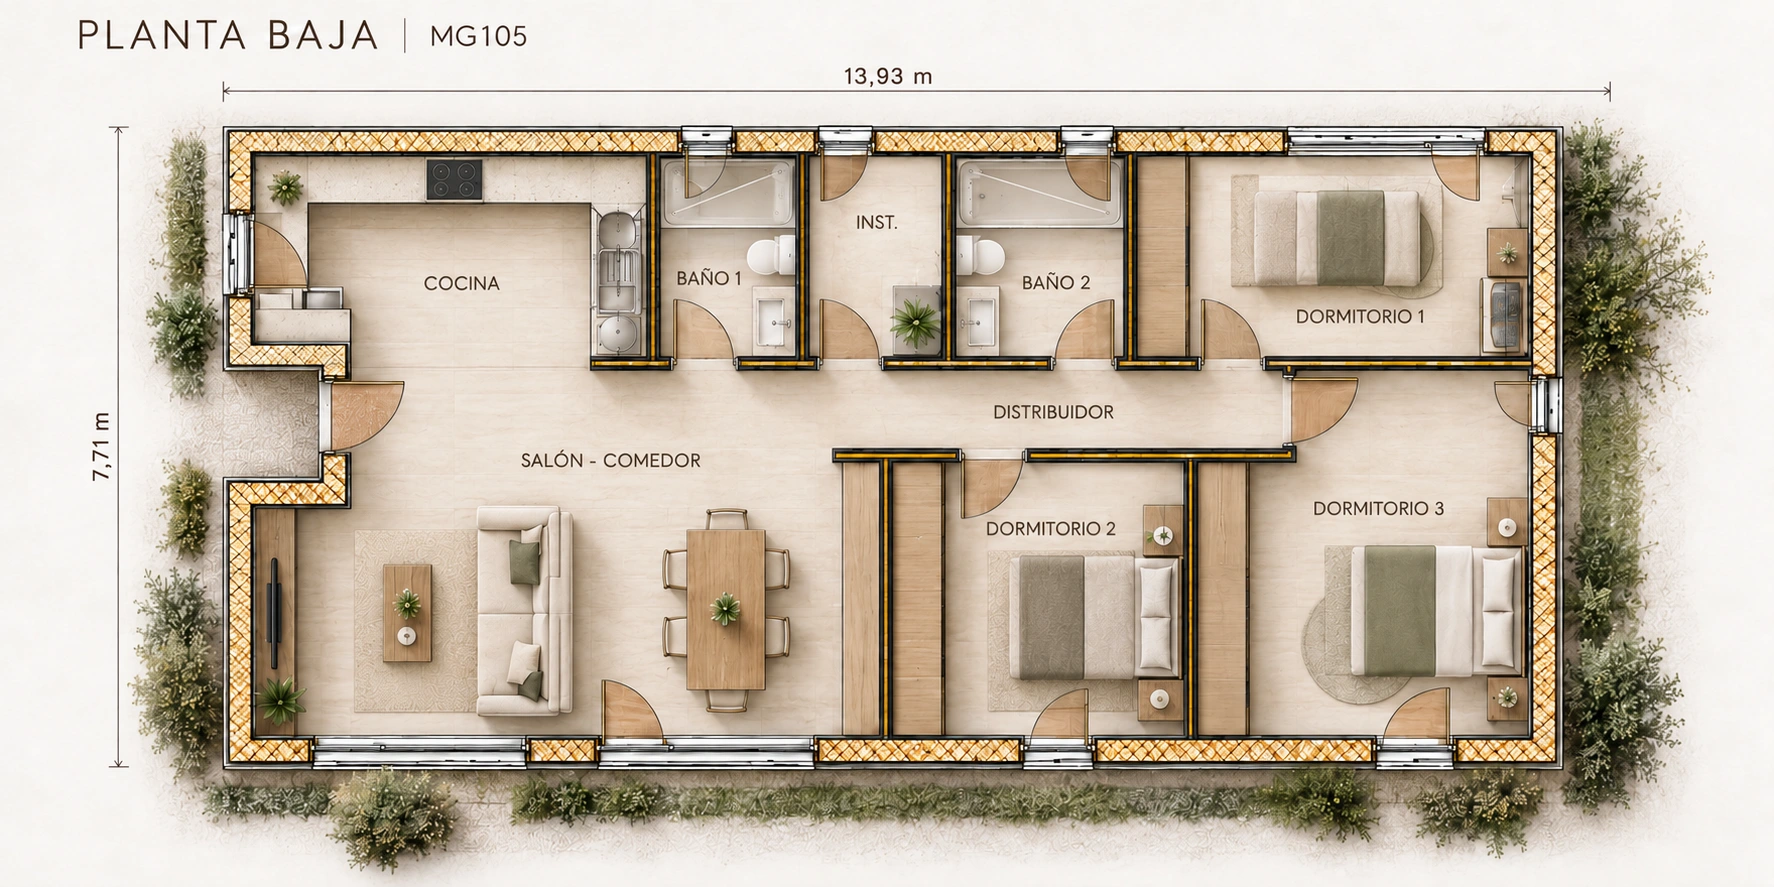 PLANTA BAJA | MG105
13,93 m
7,71 m
COCINA
BAÑO 1
INST.
BAÑO 2
DORMITORIO 1
DISTRIBUIDOR
SALÓN - COMEDOR
DORMITORIO 2
DORMITORIO 3